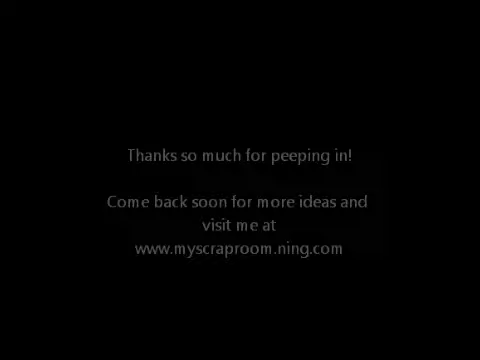 Thanks so much for peeping in!
Come back soon for more ideas and
visit me at
www.myscraproom.ning.com